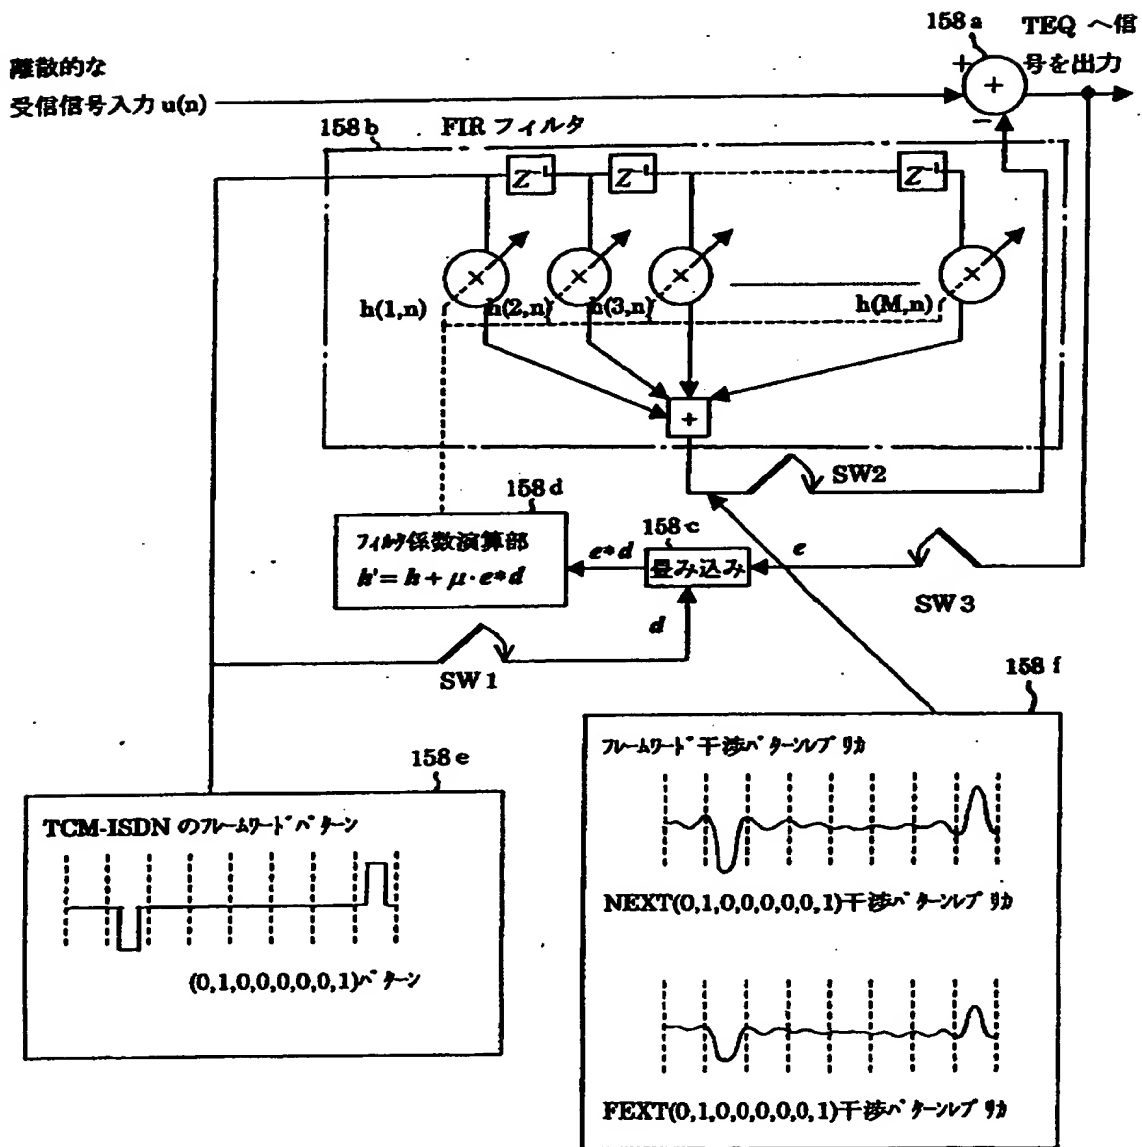 158a
TEQ へ信
号を出力
離散的な
受信信号入力 u(n)
+
+
−
158b
FIR フィルタ
Z⁻¹
Z⁻¹
Z⁻¹
×
×
×
×
h(1,n)
h(2,n)
h(3,n)
h(M,n)
+
SW2
158d
フィルタ係数演算部
h' = h + μ·e*d
e*d
158c
畳み込み
e
SW3
d
SW1
158f
フレームワード干渉パターンレプリカ
NEXT(0,1,0,0,0,0,0,1)干渉パターンレプリカ
FEXT(0,1,0,0,0,0,0,1)干渉パターンレプリカ
158e
TCM-ISDN のフレームワードパターン
(0,1,0,0,0,0,0,1)パターン